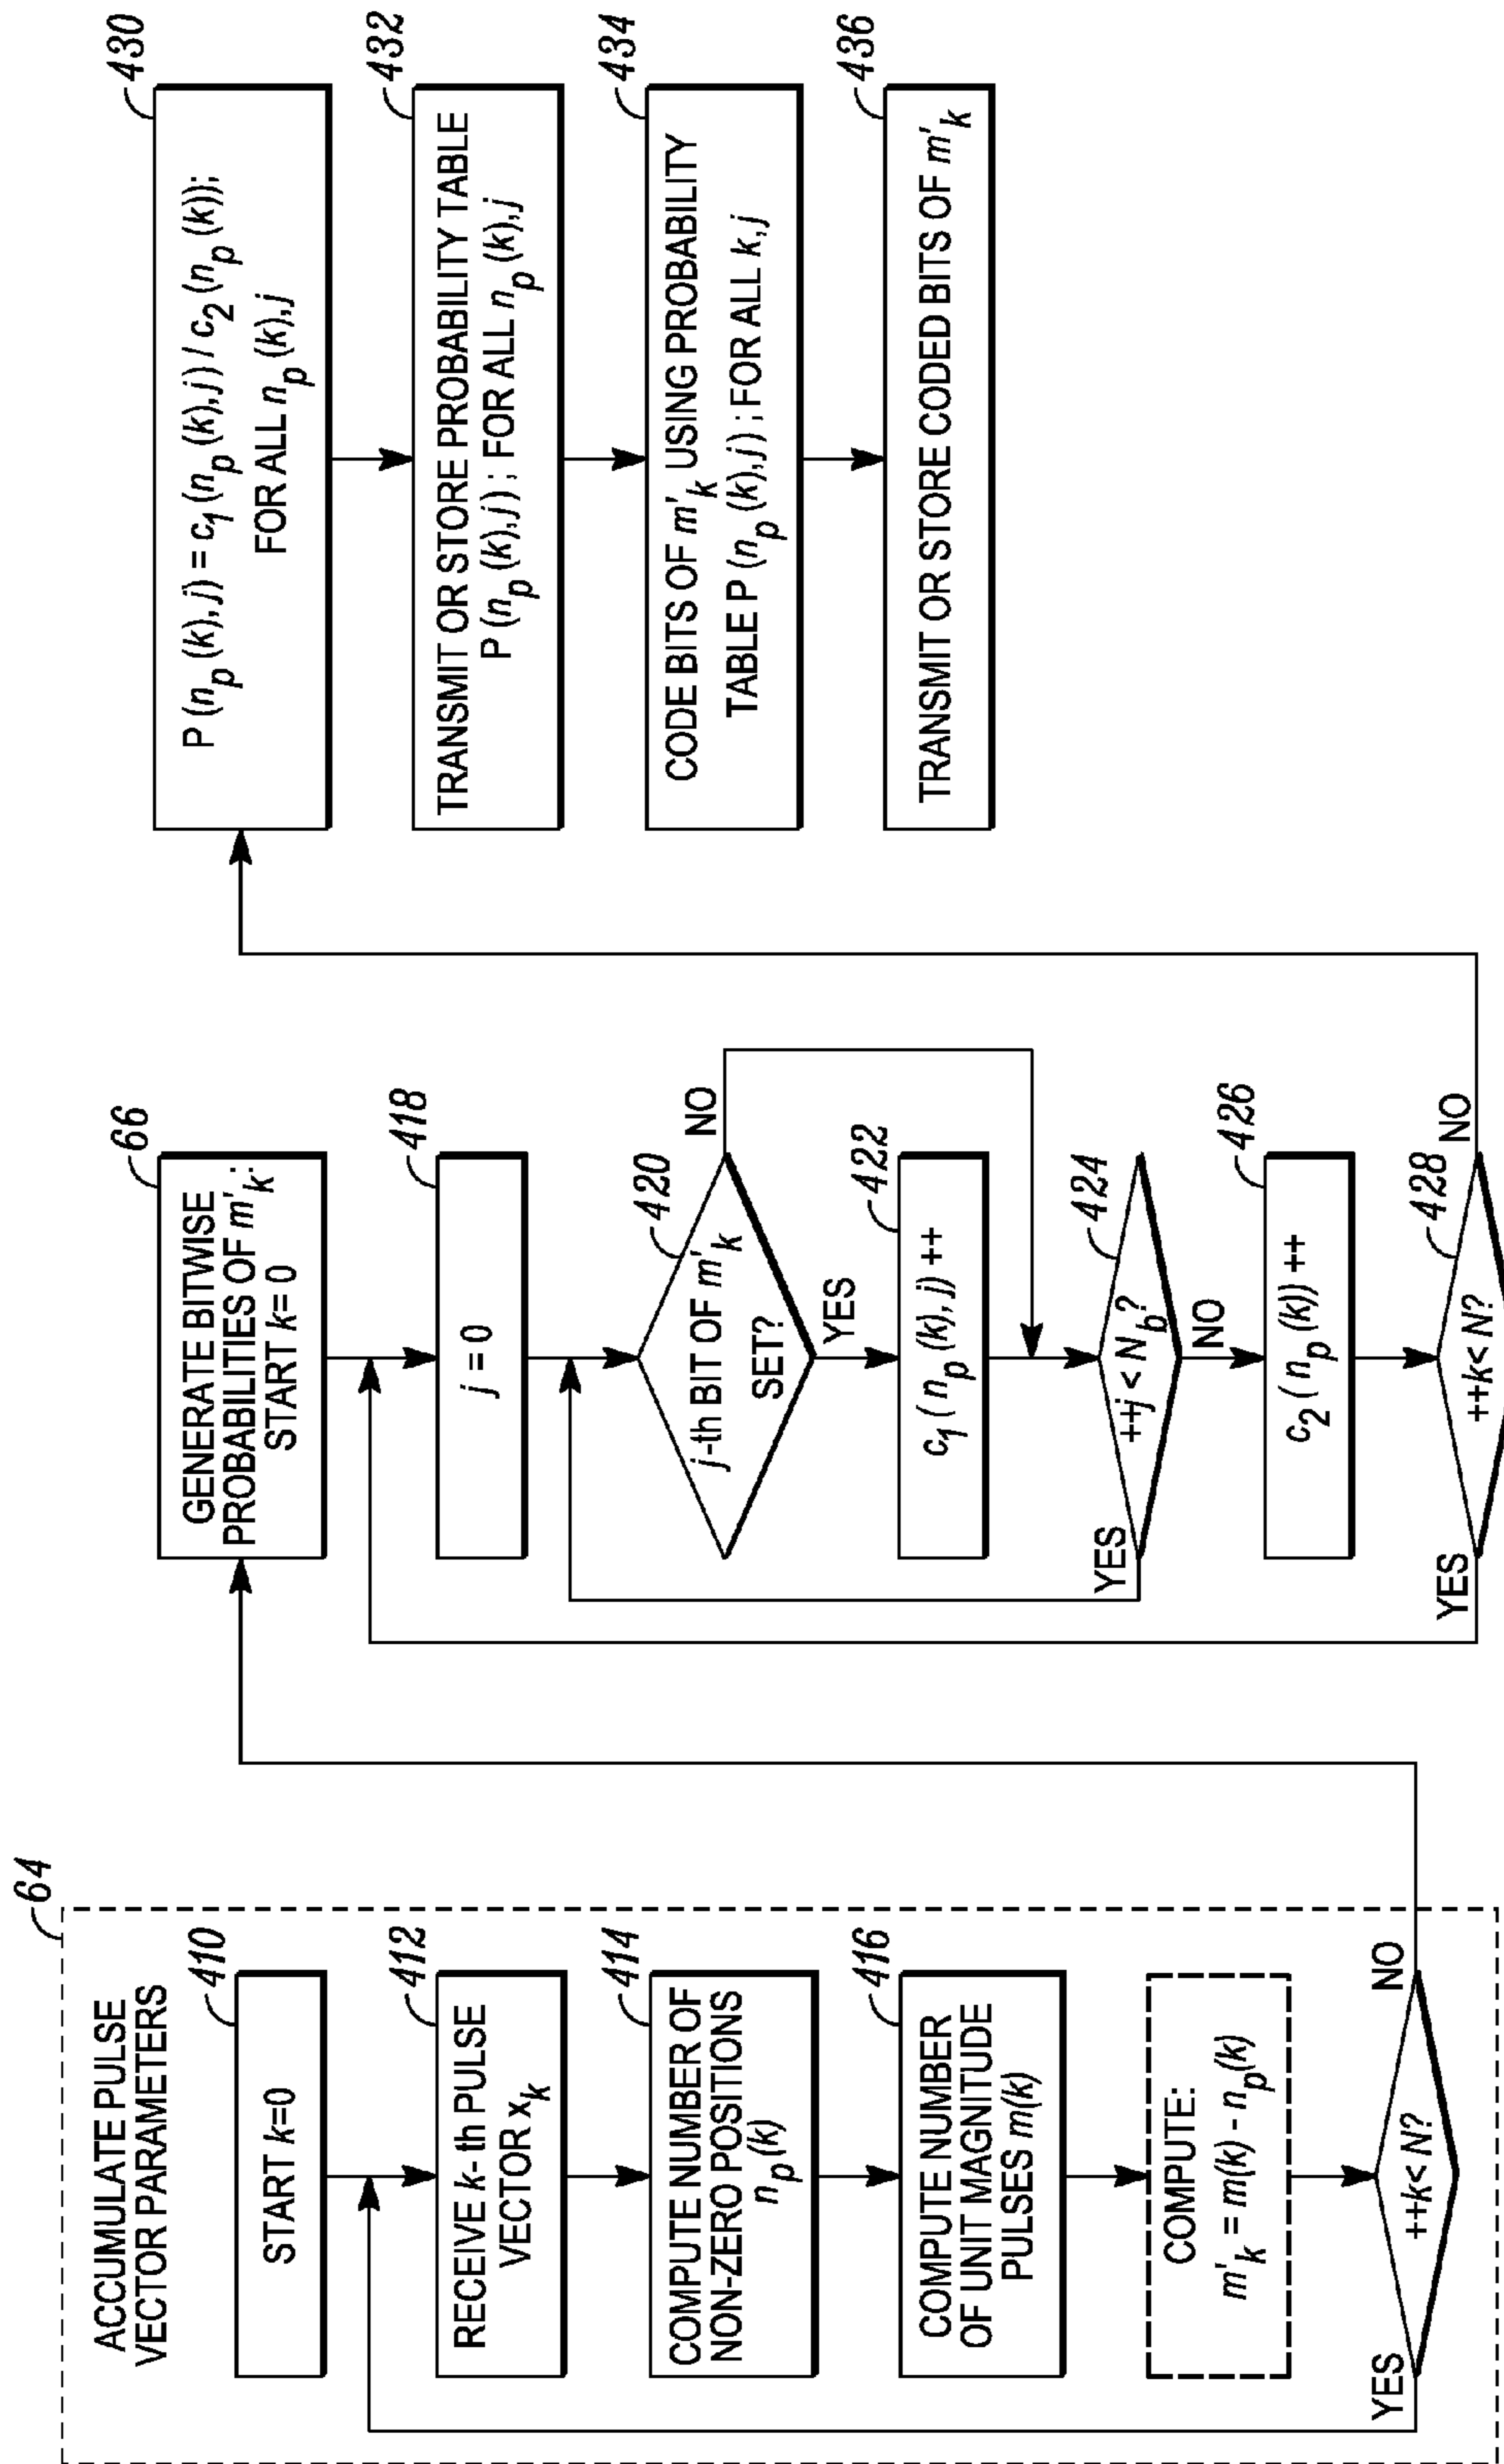 64
ACCUMULATE PULSE
VECTOR PARAMETERS
410
START k=0
412
RECEIVE k-th PULSE
VECTOR x_k
414
COMPUTE NUMBER OF
NON-ZERO POSITIONS
n_p(k)
416
COMPUTE NUMBER
OF UNIT MAGNITUDE
PULSES m(k)
COMPUTE:
m'_k = m(k) - n_p(k)
++k< N?
YES
NO
66
GENERATE BITWISE
PROBABILITIES OF m'_k:
START k= 0
418
j = 0
420
j-th BIT OF m'_k
SET?
NO
YES
422
c_1( n_p (k), j) ++
424
++j < N_b?
YES
NO
426
c_2 ( n_p (k)) ++
428
++k< N?
YES
NO
430
P (n_p (k),j) = c_1 (n_p (k),j) / c_2 (n_p (k));
FOR ALL n_p (k),j
432
TRANSMIT OR STORE PROBABILITY TABLE
P (n_p (k),j) ; FOR ALL n_p (k),j
434
CODE BITS OF m'_k USING PROBABILITY
TABLE P (n_p (k),j) ; FOR ALL k,j
436
TRANSMIT OR STORE CODED BITS OF m'_k